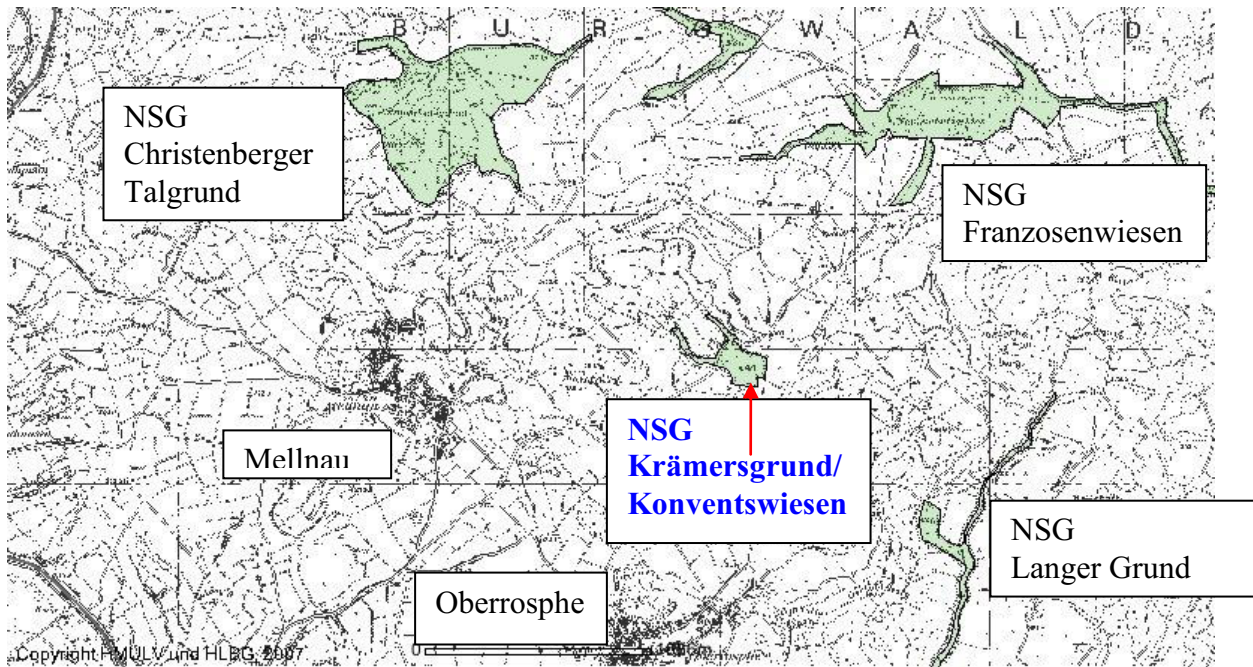 B U R G W A L D
NSG
Christenberger
Talgrund
NSG
Franzosenwiesen
NSG
Krämersgrund/
Konventswiesen
Mellnau
NSG
Langer Grund
Oberrosphe
Copyright HMULV und HLBG, 2007